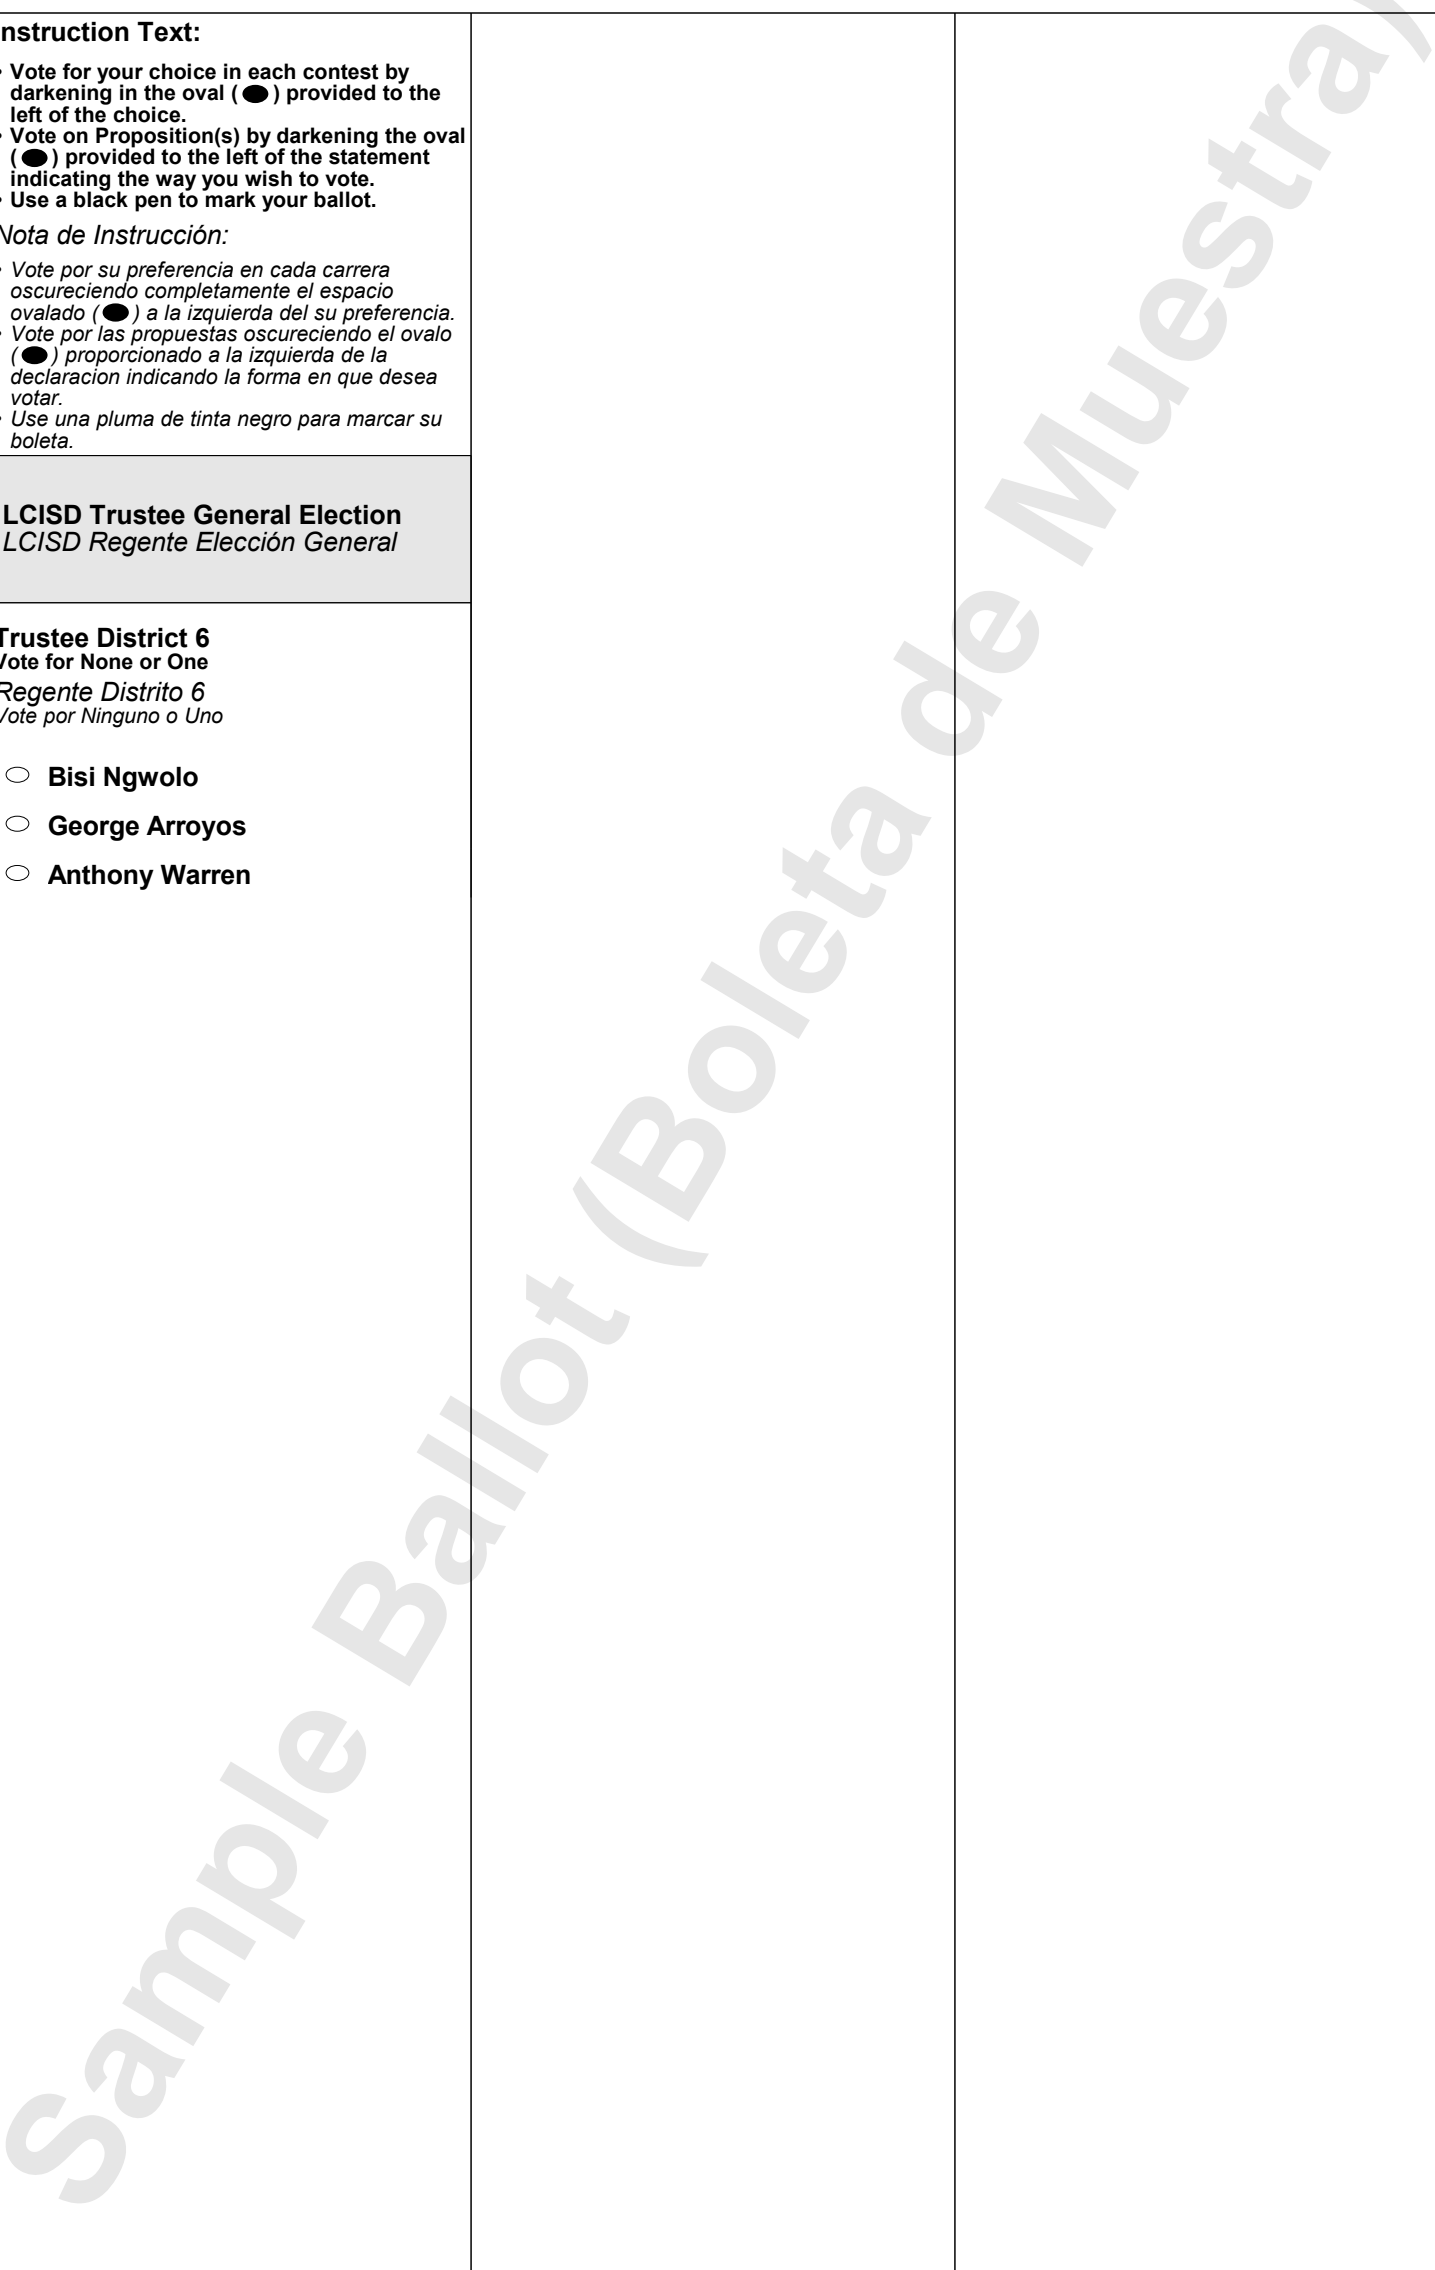 nstruction Text:
• Vote for your choice in each contest by
darkening in the oval ( ) provided to the
left of the choice.
• Vote on Proposition(s) by darkening the oval
( ) provided to the left of the statement
indicating the way you wish to vote.
• Use a black pen to mark your ballot.
Nota de Instrucción:
• Vote por su preferencia en cada carrera
oscureciendo completamente el espacio
ovalado ( ) a la izquierda del su preferencia.
• Vote por las propuestas oscureciendo el ovalo
( ) proporcionado a la izquierda de la
declaracion indicando la forma en que desea
votar.
• Use una pluma de tinta negro para marcar su
boleta.
LCISD Trustee General Election
LCISD Regente Elección General
Trustee District 6
Vote for None or One
Regente Distrito 6
Vote por Ninguno o Uno
Bisi Ngwolo
George Arroyos
Anthony Warren
Sample Ballot (Boleta de Muestra)